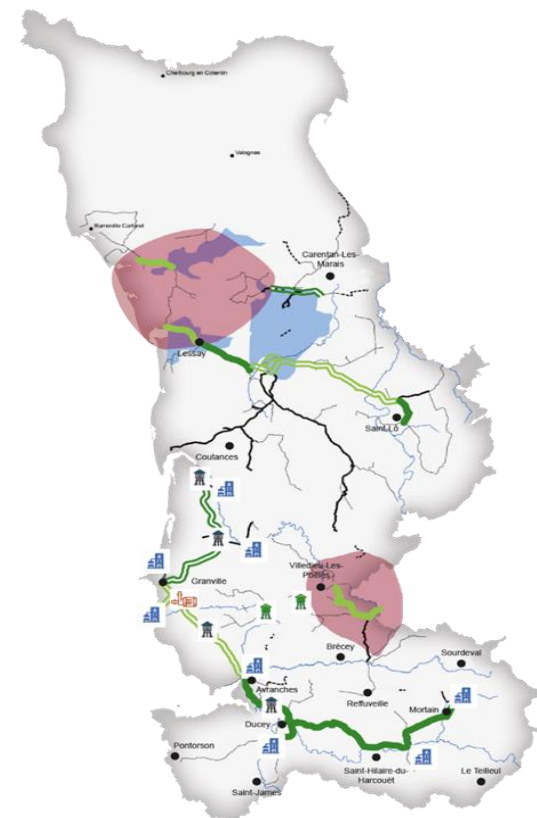 Cherbourg en Cotentin
Valognes
Barneville Carteret
Carentan-Les-
Marais
Lessay
Saint-Lô
Coutances
Villedieu-Les-
Poêles
Granville
Brécey
Sourdeval
Avranches
Reffuveille
Mortain
Ducey
Pontorson
Saint-Hilaire-du-
Harcouët
Le Teilleul
Saint-James